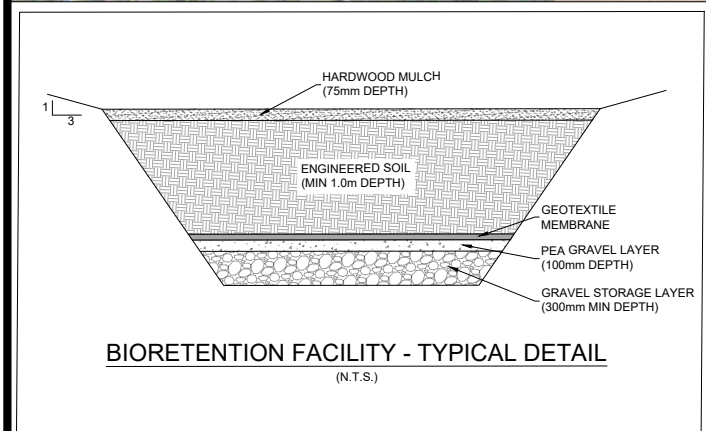 HARDWOOD MULCH
(75mm DEPTH)
1
3
ENGINEERED SOIL
(MIN 1.0m DEPTH)
GEOTEXTILE
MEMBRANE
PEA GRAVEL LAYER
(100mm DEPTH)
GRAVEL STORAGE LAYER
(300mm MIN DEPTH)
BIORETENTION FACILITY - TYPICAL DETAIL
(N.T.S.)